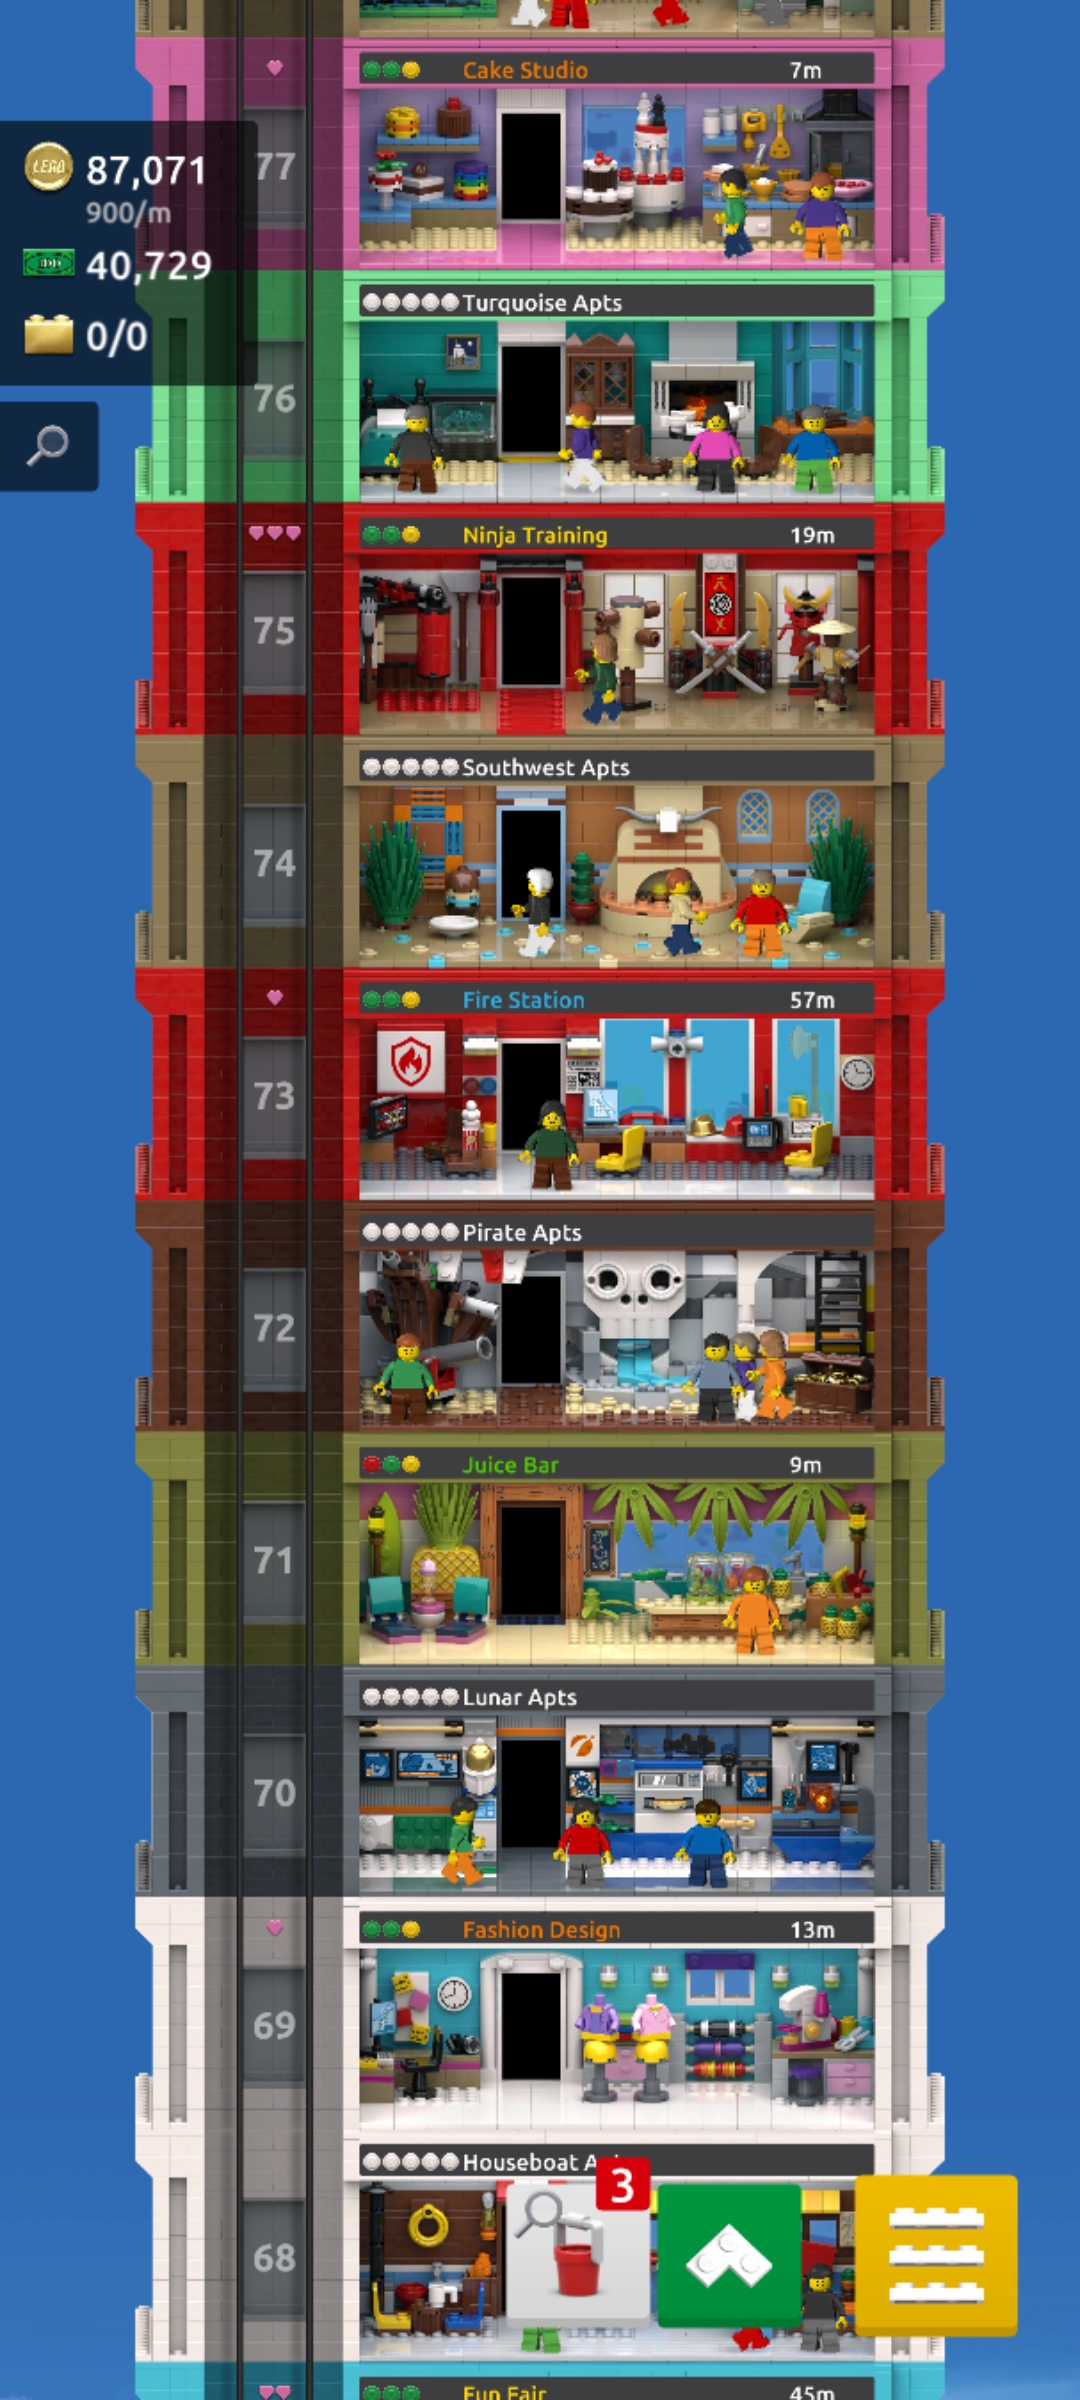 Cake Studio 7m
77
LEGO 87,071
900/m
40,729
0/0
Turquoise Apts
76
Ninja Training 19m
75
Southwest Apts
74
Fire Station 57m
73
Pirate Apts
72
Juice Bar 9m
71
Lunar Apts
70
Fashion Design 13m
69
Houseboat
3
68
Fun Fair 45m